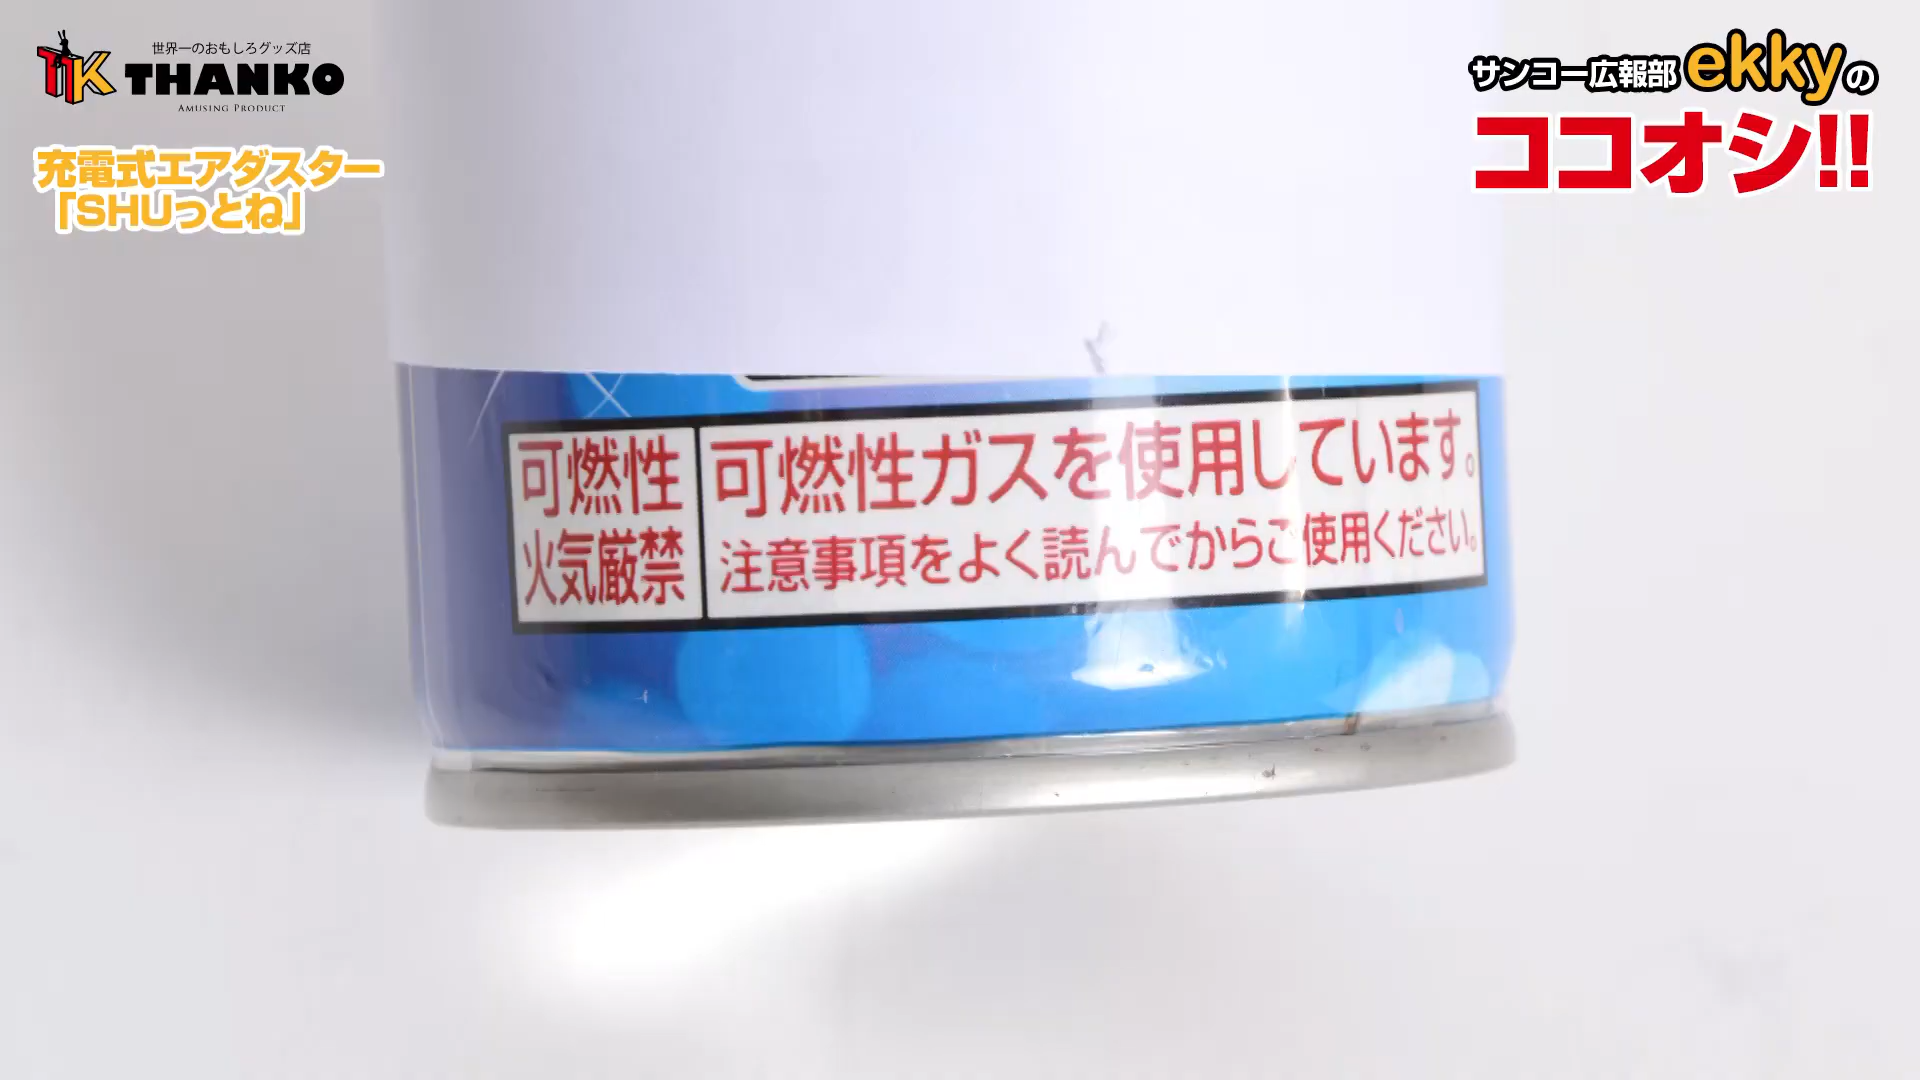 世界一のおもしろグッズ店
TK THANKO
AMUSING PRODUCT
充電式エアダスター
「SHUっとね」
サンコー広報部ekkyの
ココオシ!!
可燃性
火気厳禁
可燃性ガスを使用しています。
注意事項をよく読んでからご使用ください。